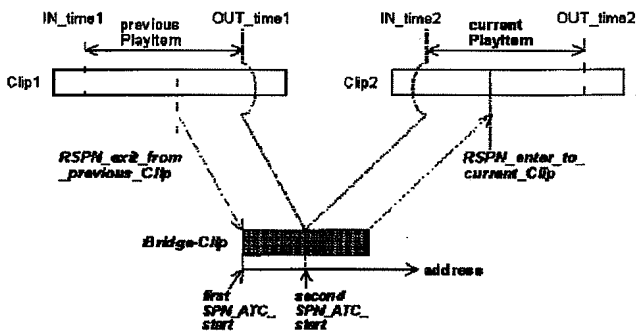 IN_time1
OUT_time1
IN_time2
OUT_time2
previous
PlayItem
current
PlayItem
Clip1
Clip2
RSPN_exit_from
_previous_Clip
RSPN_enter_to_
current_Clip
Bridge-Clip
address
first
SPN_ATC_
start
second
SPN_ATC_
start